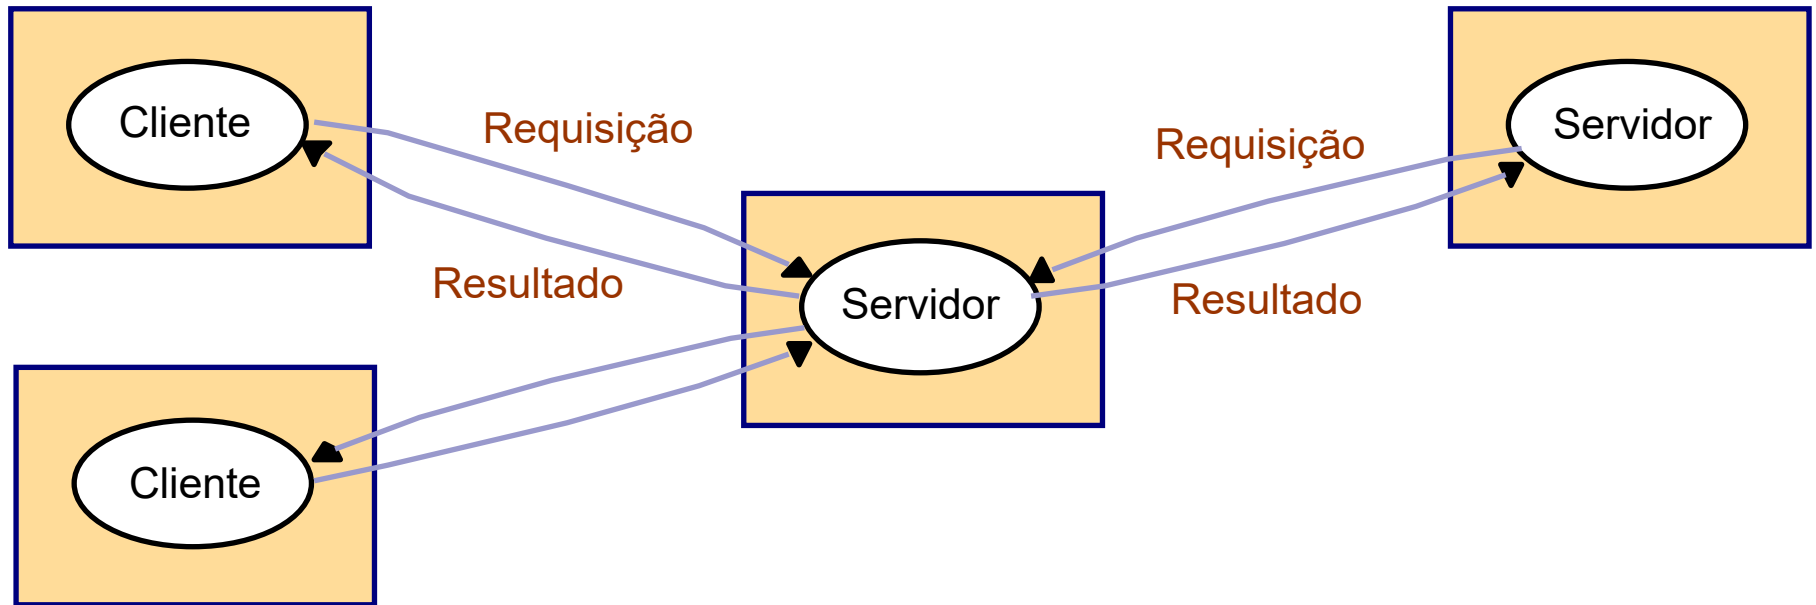 Cliente
Requisição
Requisição
Servidor
Resultado
Servidor
Resultado
Cliente